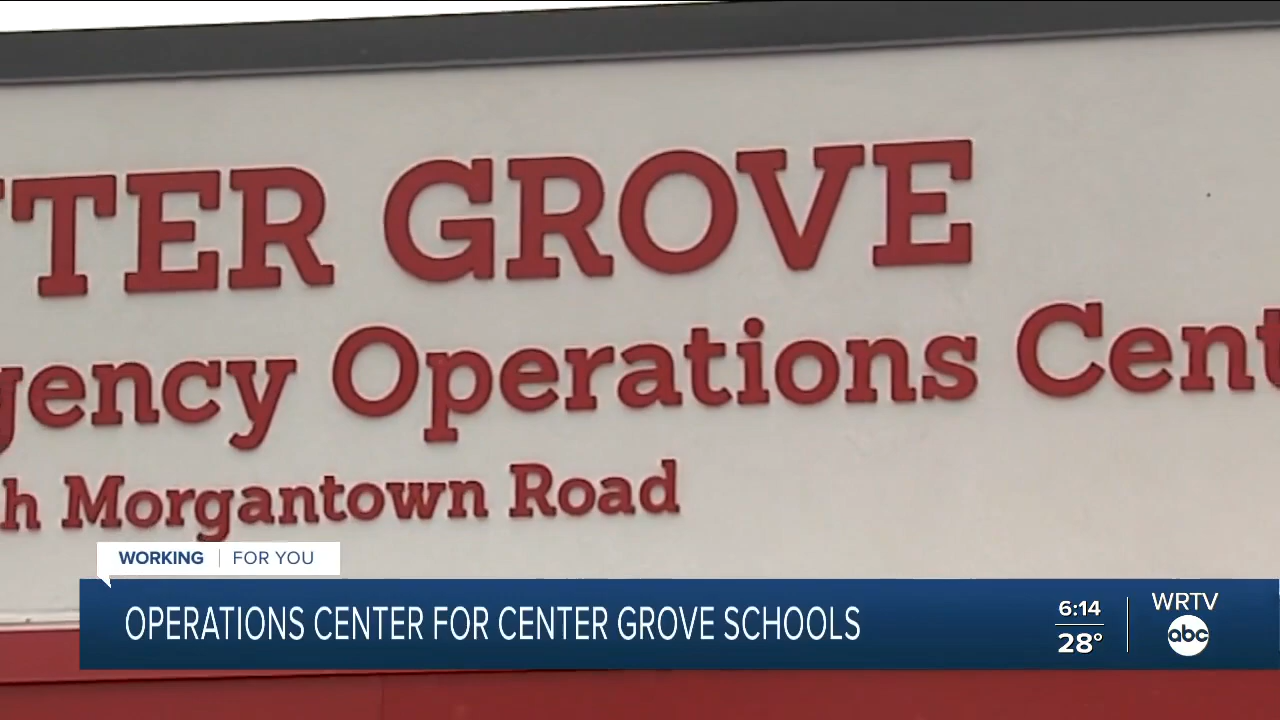 TER GROVE
gency Operations Cent
h Morgantown Road
WORKING | FOR YOU
OPERATIONS CENTER FOR CENTER GROVE SCHOOLS
6:14
28°
WRTV
abc